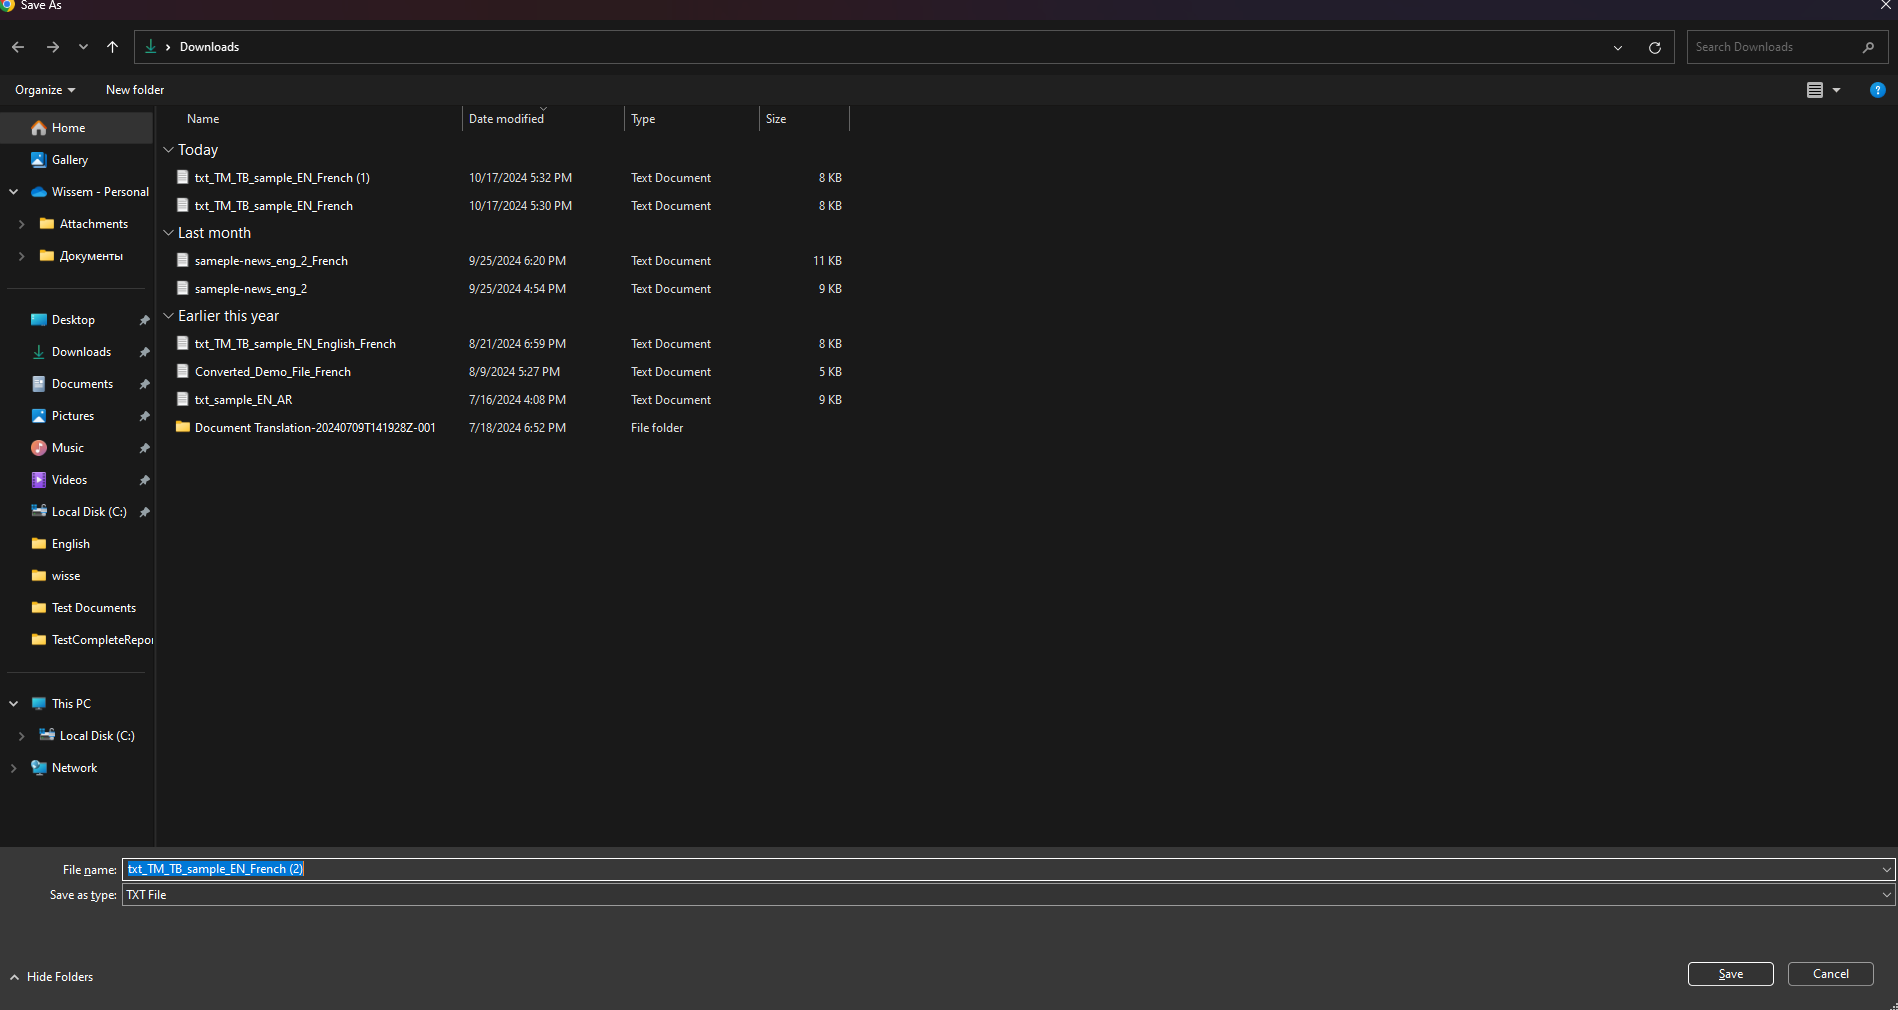 Save As
Downloads
Search Downloads
Organize
New folder
Home
Gallery
Wissem - Personal
Attachments
Документы
Desktop
Downloads
Documents
Pictures
Music
Videos
Local Disk (C:)
English
wisse
Test Documents
TestCompleteRepor
This PC
Local Disk (C:)
Network
Name Date modified Type Size
Today
txt_TM_TB_sample_EN_French (1) 10/17/2024 5:32 PM Text Document 8 KB
txt_TM_TB_sample_EN_French 10/17/2024 5:30 PM Text Document 8 KB
Last month
sameple-news_eng_2_French 9/25/2024 6:20 PM Text Document 11 KB
sameple-news_eng_2 9/25/2024 4:54 PM Text Document 9 KB
Earlier this year
txt_TM_TB_sample_EN_English_French 8/21/2024 6:59 PM Text Document 8 KB
Converted_Demo_File_French 8/9/2024 5:27 PM Text Document 5 KB
txt_sample_EN_AR 7/16/2024 4:08 PM Text Document 9 KB
Document Translation-20240709T141928Z-001 7/18/2024 6:52 PM File folder
File name: txt_TM_TB_sample_EN_French (2)
Save as type: TXT File
Hide Folders
Save
Cancel